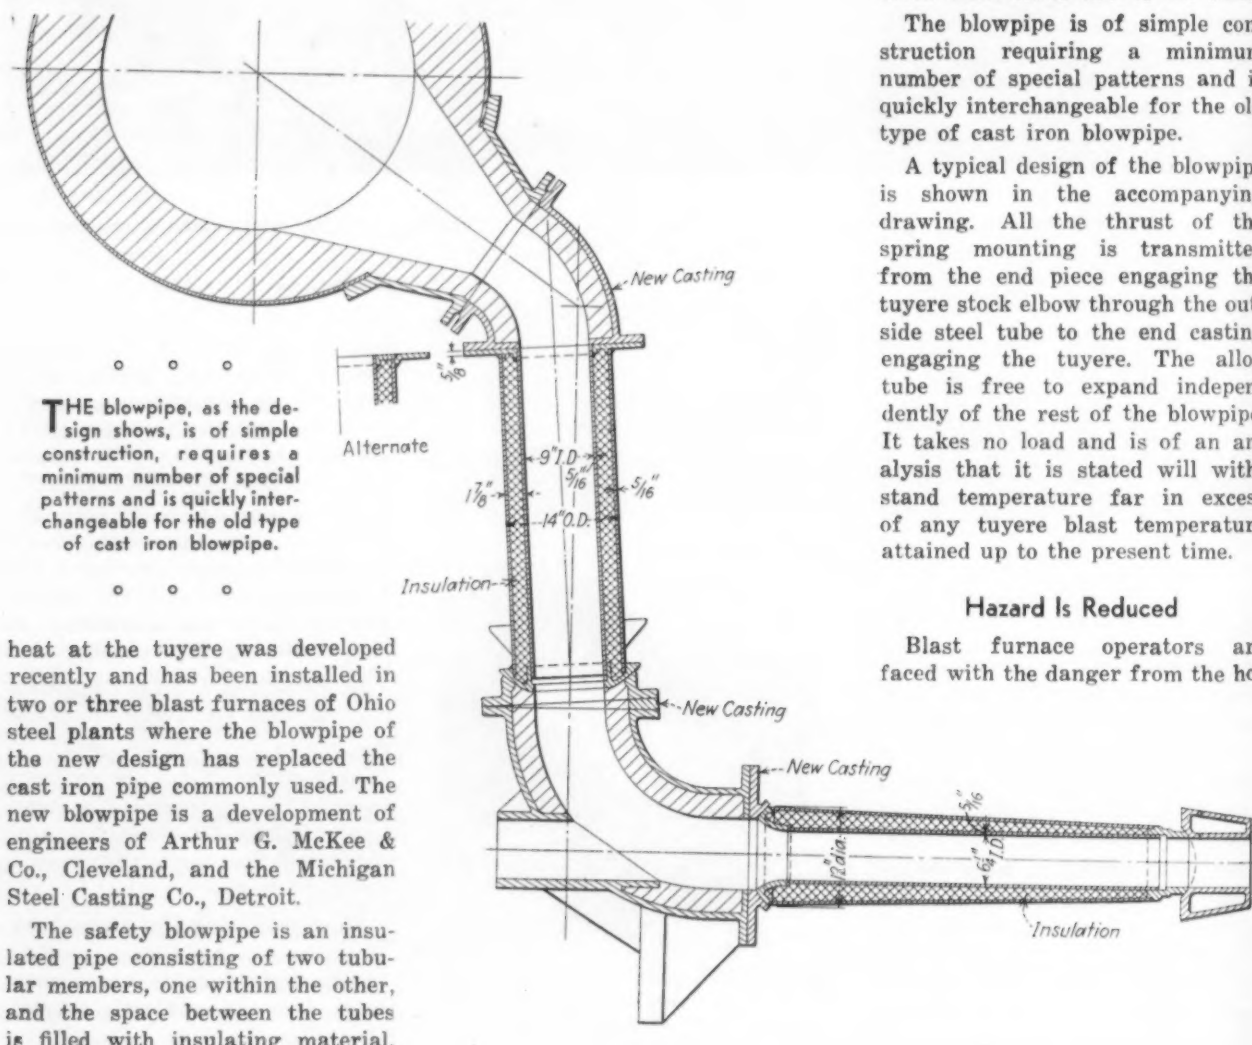 THE blowpipe, as the de-
sign shows, is of simple
construction, requires a
minimum number of special
patterns and is quickly inter-
changeable for the old type
of cast iron blowpipe.
heat at the tuyere was developed
recently and has been installed in
two or three blast furnaces of Ohio
steel plants where the blowpipe of
the new design has replaced the
cast iron pipe commonly used. The
new blowpipe is a development of
engineers of Arthur G. McKee &
Co., Cleveland, and the Michigan
Steel Casting Co., Detroit.
The safety blowpipe is an insu-
lated pipe consisting of two tubu-
lar members, one within the other,
and the space between the tubes
is filled with insulating material.
New Casting
5/8"
Alternate
9" I.D.
5/16"
5/16"
1 7/8"
14" O.D.
Insulation
New Casting
New Casting
5/16"
12" dia.
6 1/4" I.D.
Insulation
The blowpipe is of simple con
struction requiring a minimum
number of special patterns and i
quickly interchangeable for the ol
type of cast iron blowpipe.
A typical design of the blowpip
is shown in the accompanyin
drawing. All the thrust of th
spring mounting is transmitte
from the end piece engaging th
tuyere stock elbow through the out
side steel tube to the end castin
engaging the tuyere. The allo
tube is free to expand indepen
dently of the rest of the blowpip
It takes no load and is of an an
alysis that it is stated will with
stand temperature far in exces
of any tuyere blast temperatur
attained up to the present time.
Hazard Is Reduced
Blast furnace operators ar
faced with the danger from the ho